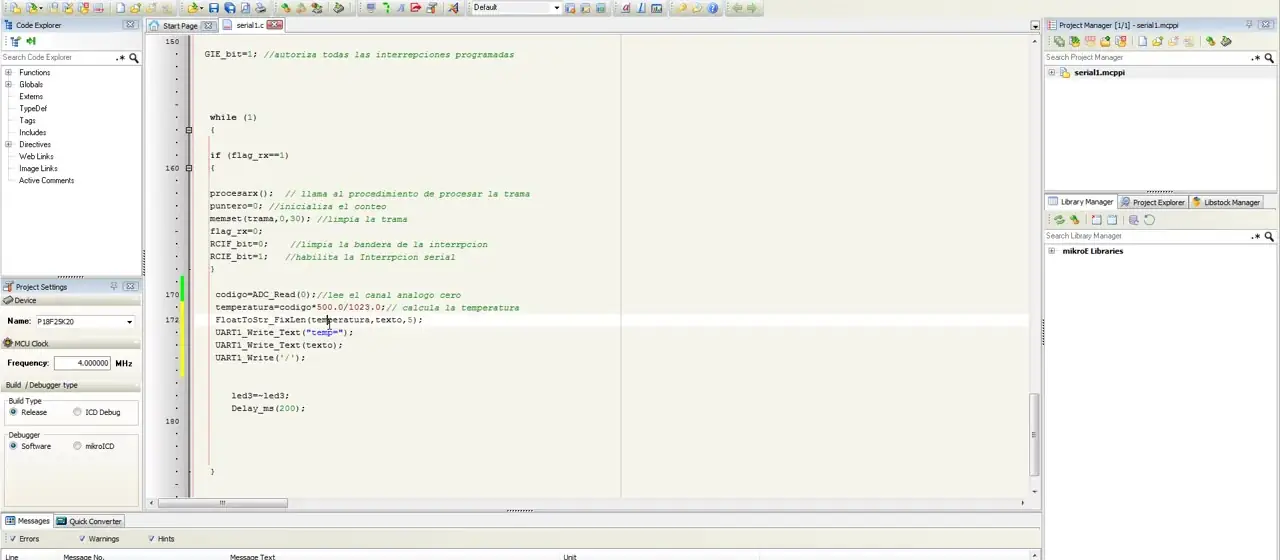 Default
Code Explorer
Start Page
serial1.c
Project Manager [1/1] - serial1.mcppi
Search Code Explorer
Search Project Manager
Functions
Globals
Externs
TypeDef
Tags
Includes
Directives
Web Links
Image Links
Active Comments
serial1.mcppi
150
GIE_bit=1; //autoriza todas las interrepciones programadas
while (1)
{
if (flag_rx==1)
160
{
procesarx(); // llama al procedimiento de procesar la trama
puntero=0; //inicializa el conteo
memset(trama,0,30); //limpia la trama
flag_rx=0;
RCIF_bit=0; //limpia la bandera de la interrpcion
RCIE_bit=1; //habilita la Interrpcion serial
}
170
codigo=ADC_Read(0);//lee el canal analogo cero
temperatura=codigo*500.0/1023.0;// calcula la temperatura
172
FloatToStr_FixLen(temperatura,texto,5);
UART1_Write_Text("temp=");
UART1_Write_Text(texto);
UART1_Write('/');
led3=~led3;
Delay_ms(200);
180
}
Library Manager
Project Explorer
Libstock Manager
Search Library Manager
mikroE Libraries
Project Settings
Device
Name:
P18F25K20
MCU Clock
Frequency:
4.000000
MHz
Build / Debugger type
Build Type
Release
ICD Debug
Debugger
Software
mikroICD
Messages
Quick Converter
Errors
Warnings
Hints
Line
Message No.
Message Text
Unit